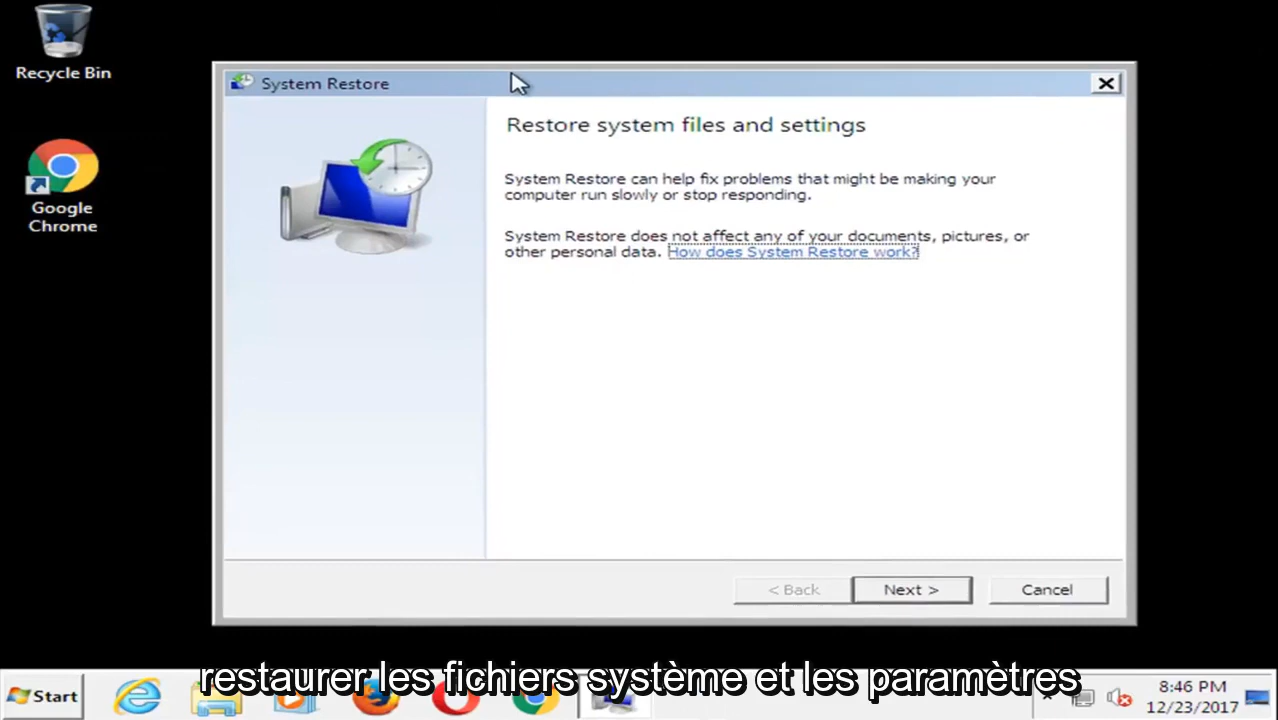 Recycle Bin
Google
Chrome
System Restore
Restore system files and settings
System Restore can help fix problems that might be making your
computer run slowly or stop responding.
System Restore does not affect any of your documents, pictures, or
other personal data. How does System Restore work?
< Back
Next >
Cancel
restaurer les fichiers système et les paramètres
Start
8:46 PM
12/23/2017